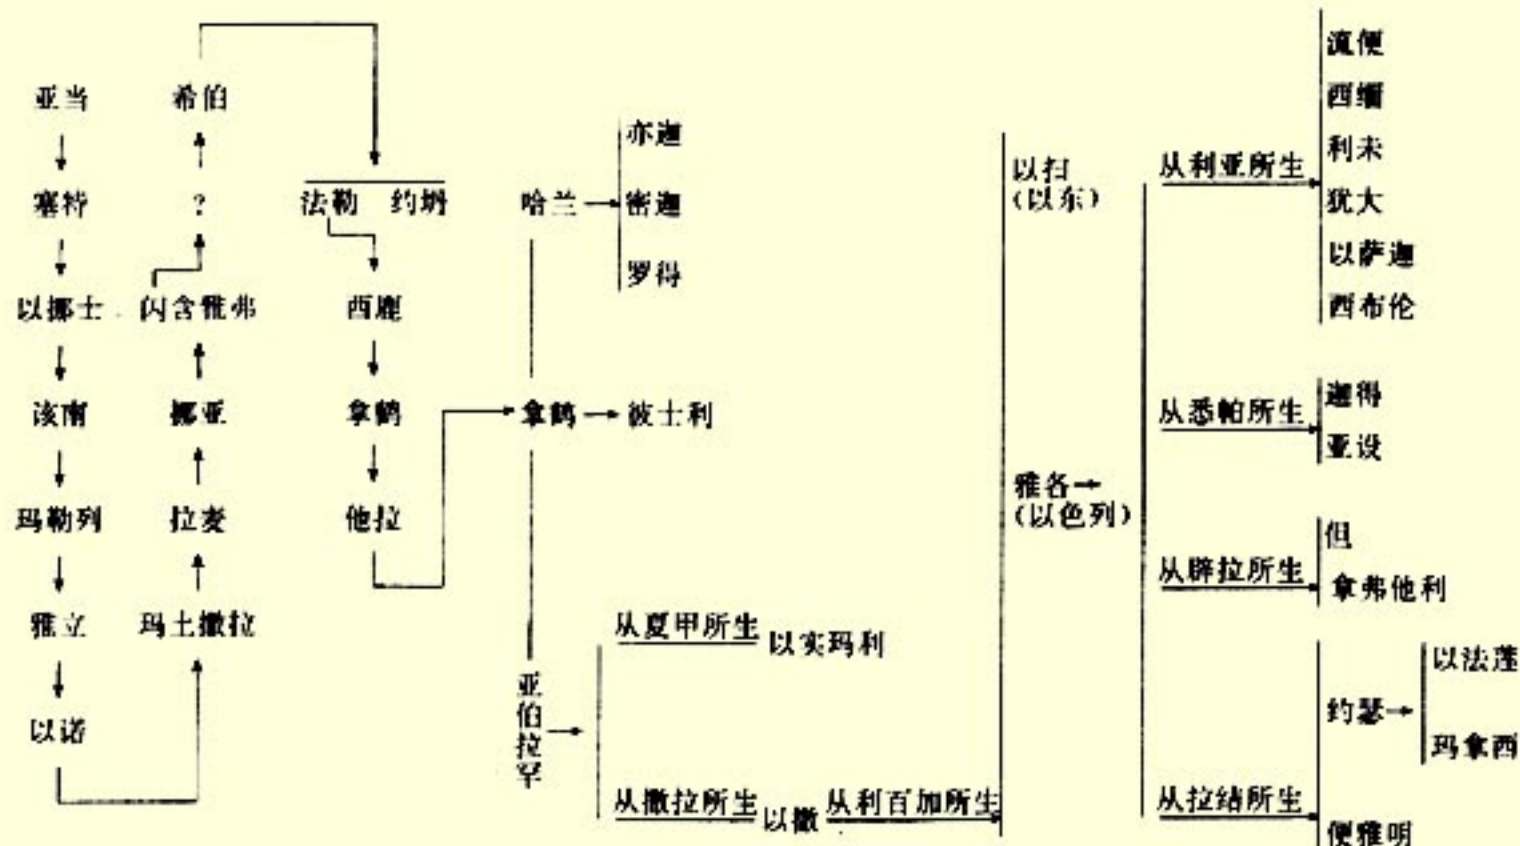 亚当
塞特
以挪士
该南
玛勒列
雅立
以诺
玛土撒拉
拉麦
挪亚
闪含雅弗
?
希伯
法勒 约坍
西鹿
拿鹤
他拉
哈兰
亦迦
密迦
罗得
拿鹤
彼士利
亚伯拉罕
从夏甲所生
以实玛利
从撒拉所生
以撒
从利百加所生
以扫
(以东)
雅各
(以色列)
从利亚所生
流便
西缅
利未
犹大
以萨迦
西布伦
从悉帕所生
迦得
亚设
从辟拉所生
但
拿弗他利
从拉结所生
约瑟
以法莲
玛拿西
便雅明